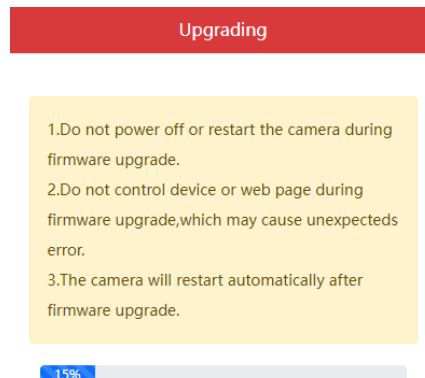 Upgrading
1.Do not power off or restart the camera during
firmware upgrade.
2.Do not control device or web page during
firmware upgrade,which may cause unexpecteds
error.
3.The camera will restart automatically after
firmware upgrade.
15%